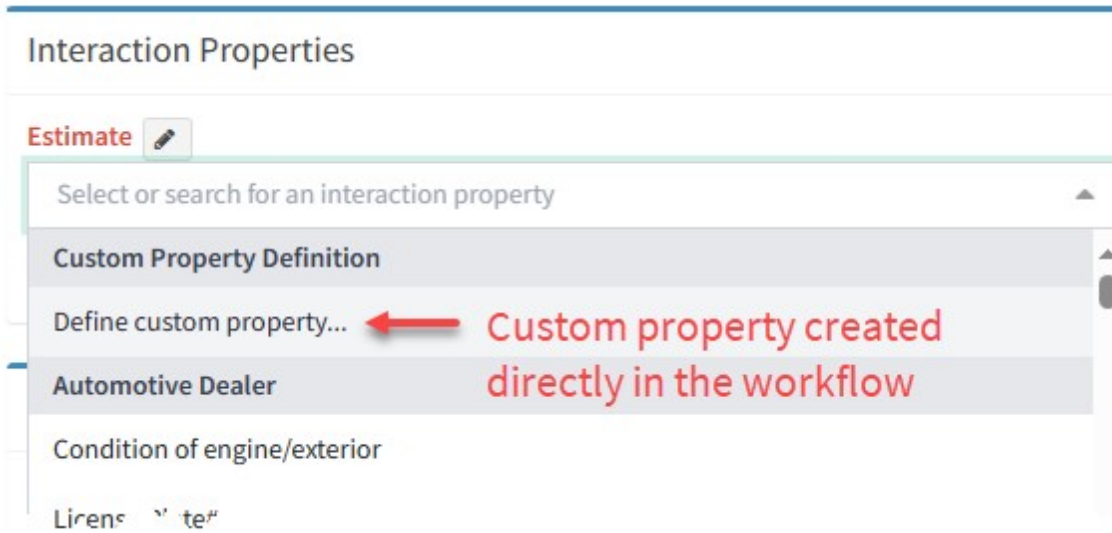 Interaction Properties
Estimate
Select or search for an interaction property
Custom Property Definition
Define custom property... Custom property created
directly in the workflow
Automotive Dealer
Condition of engine/exterior